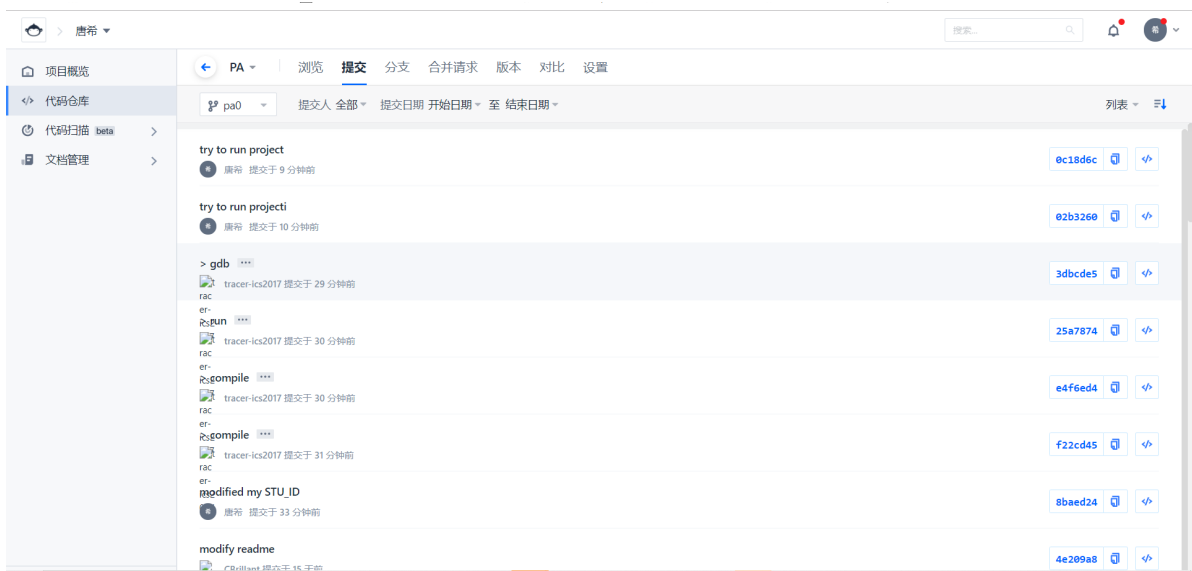 > 唐希
搜索...
希
项目概览
PA
浏览 提交 分支 合并请求 版本 对比 设置
</> 代码仓库
pa0
提交人 全部 提交日期 开始日期 至 结束日期
列表
代码扫描 beta >
文档管理 >
try to run project
希 唐希 提交于 9 分钟前
0c18d6c </>
try to run projecti
希 唐希 提交于 10 分钟前
02b3260 </>
> gdb ...
tracer-ics2017 提交于 29 分钟前
3dbcde5 </>
> run ...
tracer-ics2017 提交于 30 分钟前
25a7874 </>
> compile ...
tracer-ics2017 提交于 30 分钟前
e4f6ed4 </>
> compile ...
tracer-ics2017 提交于 31 分钟前
f22cd45 </>
modified my STU_ID
希 唐希 提交于 33 分钟前
8baed24 </>
modify readme
CBrillant 提交于 15 天前
4e209a8 </>